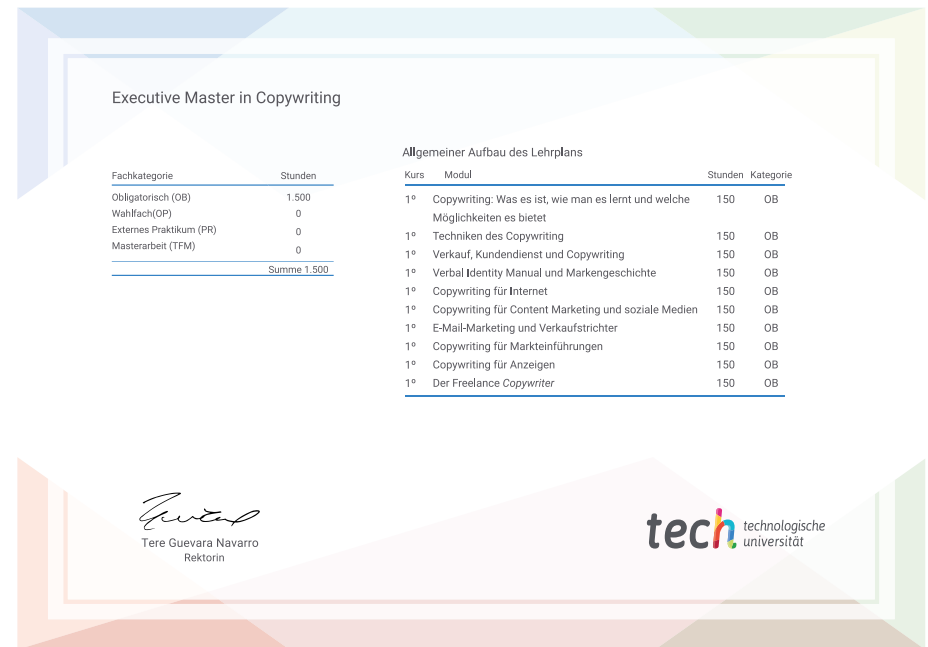 Executive Master in Copywriting
Fachkategorie Stunden
Obligatorisch (OB) 1.500
Wahlfach(OP) 0
Externes Praktikum (PR) 0
Masterarbeit (TFM) 0
Summe 1.500
Allgemeiner Aufbau des Lehrplans
Kurs Modul Stunden Kategorie
1º Copywriting: Was es ist, wie man es lernt und welche 150 OB
Möglichkeiten es bietet
1º Techniken des Copywriting 150 OB
1º Verkauf, Kundendienst und Copywriting 150 OB
1º Verbal Identity Manual und Markengeschichte 150 OB
1º Copywriting für Internet 150 OB
1º Copywriting für Content Marketing und soziale Medien 150 OB
1º E-Mail-Marketing und Verkaufstrichter 150 OB
1º Copywriting für Markteinführungen 150 OB
1º Copywriting für Anzeigen 150 OB
1º Der Freelance Copywriter 150 OB
Tere Guevara Navarro
Rektorin
tech technologische
universität